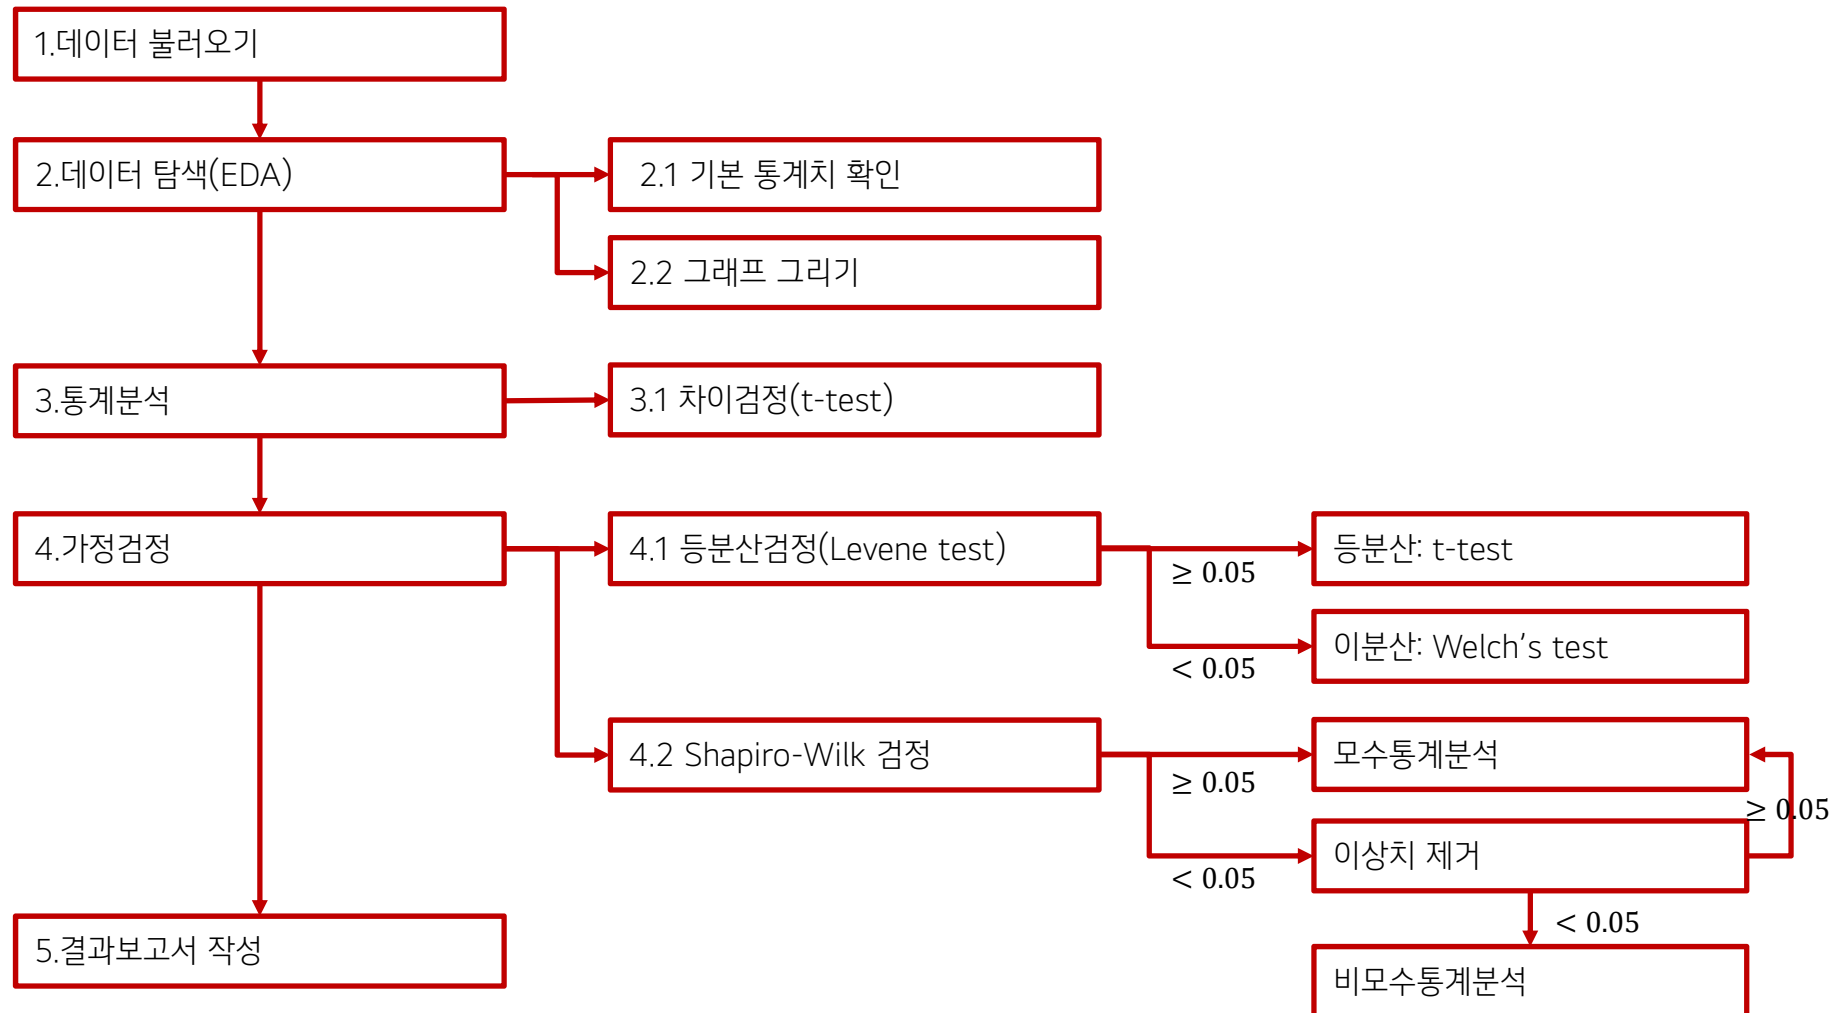 1.데이터 불러오기
2.데이터 탐색(EDA)
2.1 기본 통계치 확인
2.2 그래프 그리기
3.통계분석
3.1 차이검정(t-test)
4.가정검정
4.1 등분산검정(Levene test)
≥ 0.05
등분산: t-test
< 0.05
이분산: Welch’s test
4.2 Shapiro-Wilk 검정
≥ 0.05
모수통계분석
≥ 0.05
< 0.05
이상치 제거
< 0.05
5.결과보고서 작성
비모수통계분석